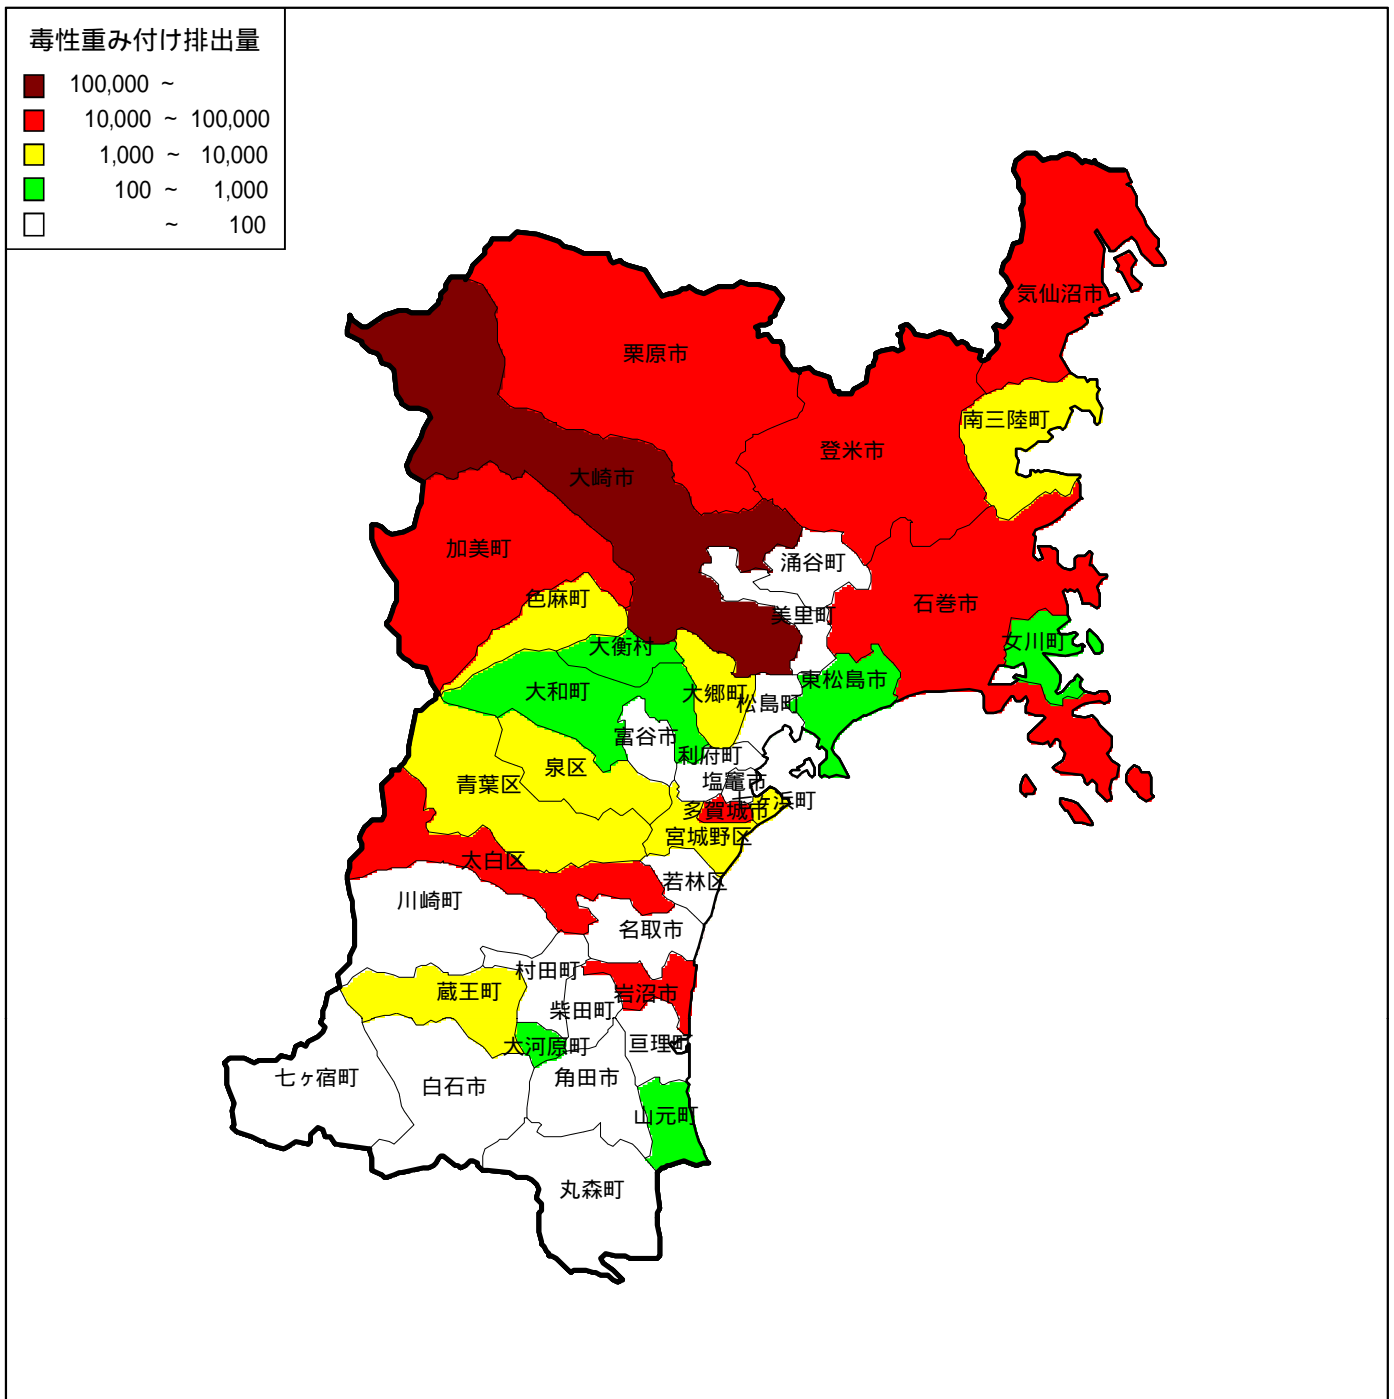 毒性重み付け排出量
100,000 ~
10,000 ~ 100,000
1,000 ~ 10,000
100 ~ 1,000
~ 100
気仙沼市
栗原市
南三陸町
登米市
大崎市
加美町
涌谷町
色麻町
石巻市
美里町
女川町
大衡村
東松島市
大和町
大郷町
松島町
富谷市
利府町
泉区
塩竈市
青葉区
七ヶ浜町
多賀城市
宮城野区
太白区
若林区
川崎町
名取市
村田町
蔵王町
岩沼市
柴田町
大河原町
亘理町
七ヶ宿町
白石市
角田市
山元町
丸森町